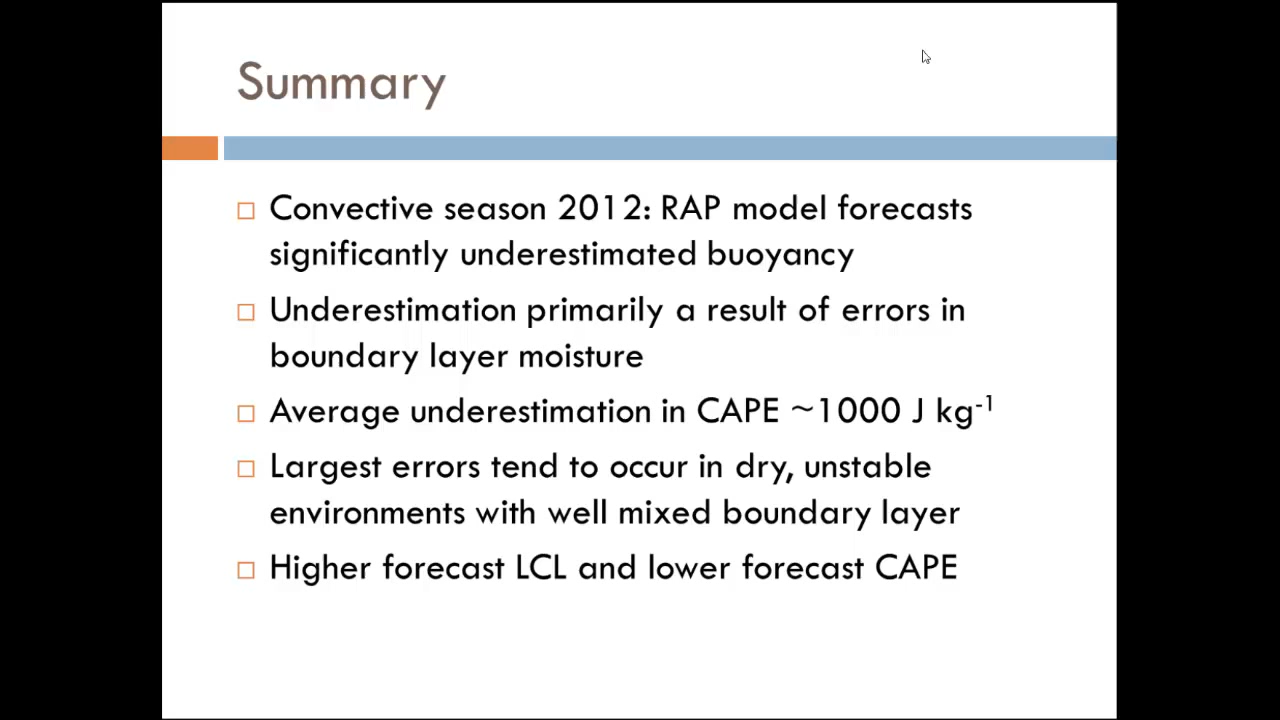 Summary
Convective season 2012: RAP model forecasts
significantly underestimated buoyancy
Underestimation primarily a result of errors in
boundary layer moisture
Average underestimation in CAPE ~1000 J kg⁻¹
Largest errors tend to occur in dry, unstable
environments with well mixed boundary layer
Higher forecast LCL and lower forecast CAPE